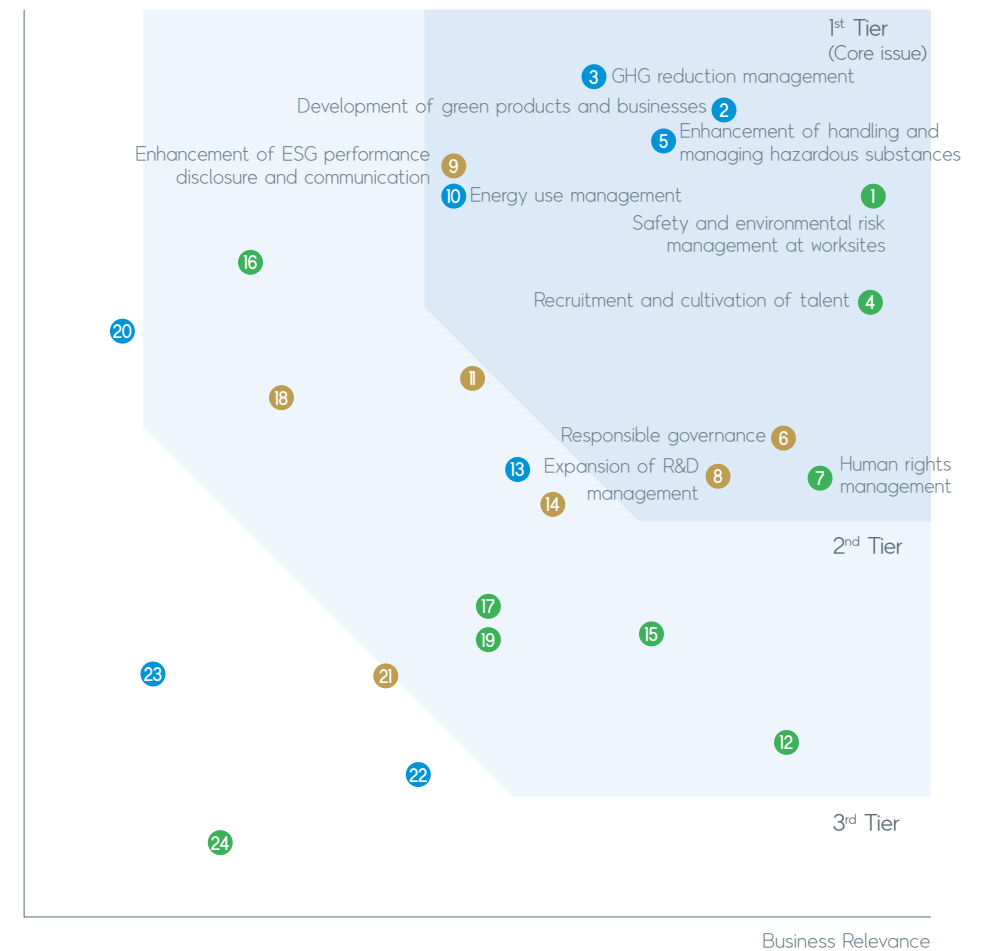 1st Tier
(Core issue)
3 GHG reduction management
Development of green products and businesses 2
5 Enhancement of handling and
managing hazardous substances
Enhancement of ESG performance
disclosure and communication
9
10 Energy use management
1
Safety and environmental risk
management at worksites
16
Recruitment and cultivation of talent 4
20
11
18
Responsible governance 6
13
Expansion of R&D
management
8
7
Human rights
management
14
2nd Tier
17
15
19
23
21
12
22
3rd Tier
24
Business Relevance